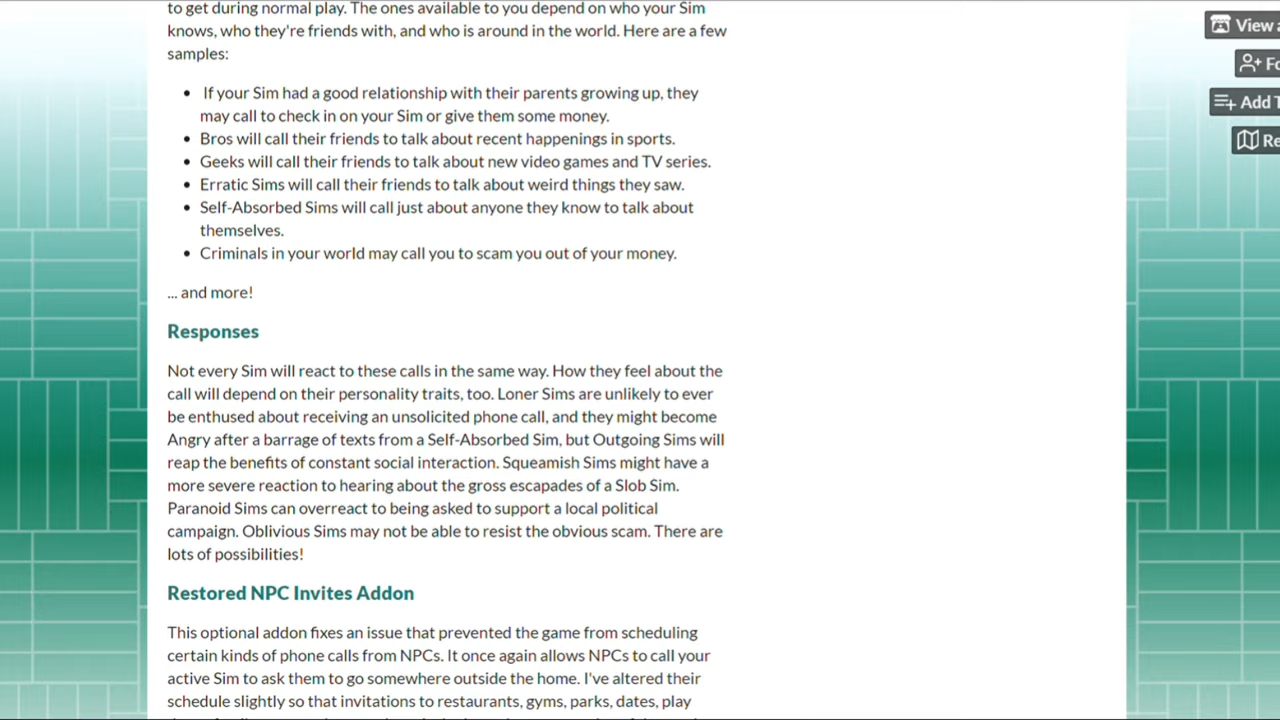 to get during normal play. The ones available to you depend on who your Sim
knows, who they're friends with, and who is around in the world. Here are a few
samples:
If your Sim had a good relationship with their parents growing up, they
may call to check in on your Sim or give them some money.
Bros will call their friends to talk about recent happenings in sports.
Geeks will call their friends to talk about new video games and TV series.
Erratic Sims will call their friends to talk about weird things they saw.
Self-Absorbed Sims will call just about anyone they know to talk about
themselves.
Criminals in your world may call you to scam you out of your money.
... and more!
Responses
Not every Sim will react to these calls in the same way. How they feel about the
call will depend on their personality traits, too. Loner Sims are unlikely to ever
be enthused about receiving an unsolicited phone call, and they might become
Angry after a barrage of texts from a Self-Absorbed Sim, but Outgoing Sims will
reap the benefits of constant social interaction. Squeamish Sims might have a
more severe reaction to hearing about the gross escapades of a Slob Sim.
Paranoid Sims can overreact to being asked to support a local political
campaign. Oblivious Sims may not be able to resist the obvious scam. There are
lots of possibilities!
Restored NPC Invites Addon
This optional addon fixes an issue that prevented the game from scheduling
certain kinds of phone calls from NPCs. It once again allows NPCs to call your
active Sim to ask them to go somewhere outside the home. I've altered their
schedule slightly so that invitations to restaurants, gyms, parks, dates, play
View
Add